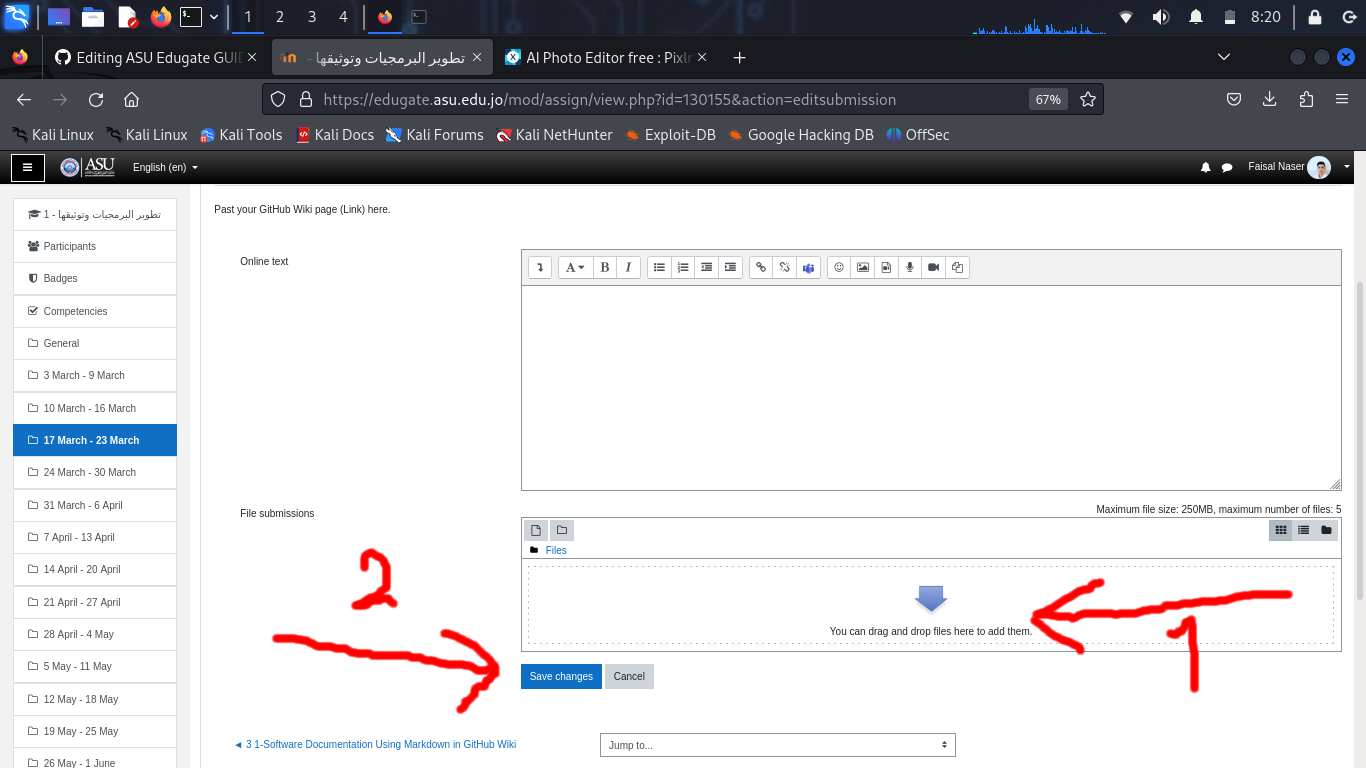 1 2 3 4 8:20
Editing ASU Edugate GUID
تطوير البرمجيات وتوثيقها -
AI Photo Editor free : Pixlr
https://edugate.asu.edu.jo/mod/assign/view.php?id=130155&action=editsubmission 67%
Kali Linux Kali Linux Kali Tools Kali Docs Kali Forums Kali NetHunter Exploit-DB Google Hacking DB OffSec
ASU English (en) Faisal Naser
تطوير البرمجيات وتوثيقها - 1
Participants
Badges
Competencies
General
3 March - 9 March
10 March - 16 March
17 March - 23 March
24 March - 30 March
31 March - 6 April
7 April - 13 April
14 April - 20 April
21 April - 27 April
28 April - 4 May
5 May - 11 May
12 May - 18 May
19 May - 25 May
26 May - 1 June
Past your GitHub Wiki page (Link) here.
Online text
A B I
File submissions
Maximum file size: 250MB, maximum number of files: 5
Files
You can drag and drop files here to add them.
1
2
Save changes Cancel
◄ 3 1-Software Documentation Using Markdown in GitHub Wiki
Jump to...